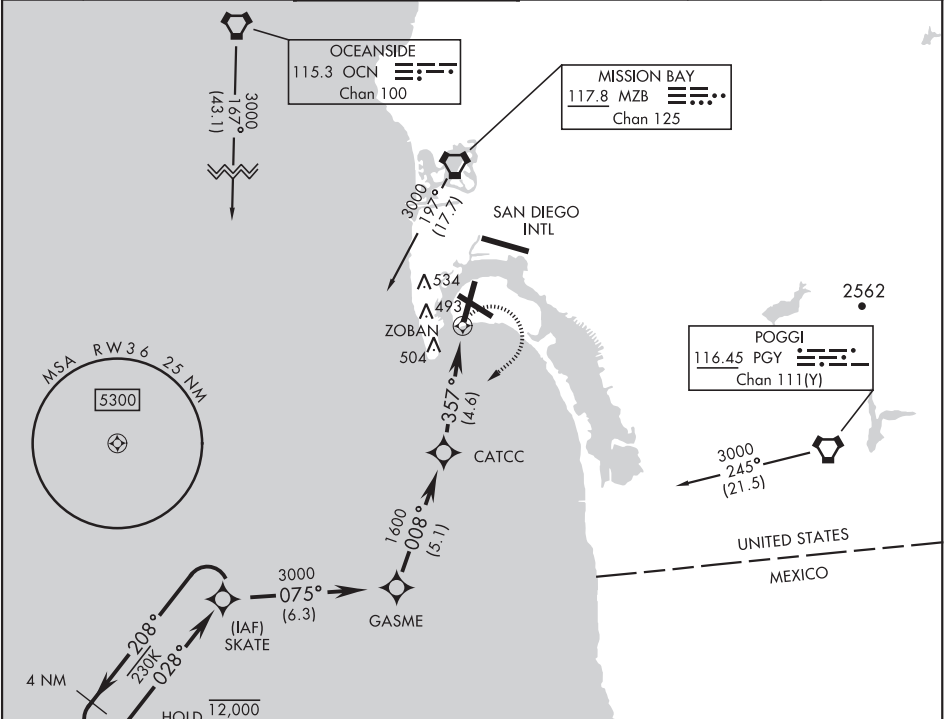 OCEANSIDE
115.3 OCN
Chan 100
3000
167°
(43.1)
MISSION BAY
117.8 MZB
Chan 125
3000
197°
(17.7)
SAN DIEGO
INTL
534
493
ZOBAN
504
2562
POGGI
116.45 PGY
Chan 111(Y)
MSA RW36 25 NM
5300
357°
(4.6)
CATCC
3000
245°
(21.5)
1600
008°
(5.1)
UNITED STATES
MEXICO
3000
075°
(6.3)
GASME
(IAF)
SKATE
208°
230K
028°
4 NM
HOLD 12,000